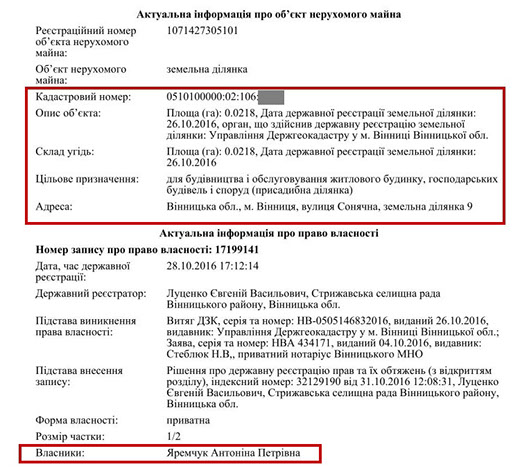 Актуальна інформація про об’єкт нерухомого майна
Реєстраційний номер 1071427305101
об’єкта нерухомого
майна:
Об’єкт нерухомого земельна ділянка
майна:
Кадастровий номер: 0510100000:02:106:
Опис об’єкта: Площа (га): 0.0218, Дата державної реєстрації земельної ділянки:
26.10.2016, орган, що здійснив державну реєстрацію земельної
ділянки: Управління Держгеокадастру у м. Вінниці Вінницької обл.
Склад угідь: Площа (га): 0.0218, Дата державної реєстрації земельної ділянки:
26.10.2016
Цільове призначення: для будівництва і обслуговування житлового будинку, господарських
будівель і споруд (присадибна ділянка)
Адреса: Вінницька обл., м. Вінниця, вулиця Сонячна, земельна ділянка 9
Актуальна інформація про право власності
Номер запису про право власності: 17199141
Дата, час державної 28.10.2016 17:12:14
реєстрації:
Державний реєстратор: Луценко Євгеній Васильович, Стрижавська селищна рада
Вінницького району, Вінницька обл.
Підстава виникнення Витяг ДЗК, серія та номер: НВ-0505146832016, виданий 26.10.2016,
права власності: видавник: Управління Держгеокадастру у м. Вінниці Вінницької обл.;
Заява, серія та номер: НВА 434171, виданий 04.10.2016, видавник:
Стеблюк Н.В,, приватний нотаріус Вінницького МНО
Підстава внесення Рішення про державну реєстрацію прав та їх обтяжень (з відкриттям
запису: розділу), індексний номер: 32129190 від 31.10.2016 12:08:31, Луценко
Євгеній Васильович, Стрижавська селищна рада Вінницького району,
Вінницька обл.
Форма власності: приватна
Розмір частки: 1/2
Власники: Яремчук Антоніна Петрівна